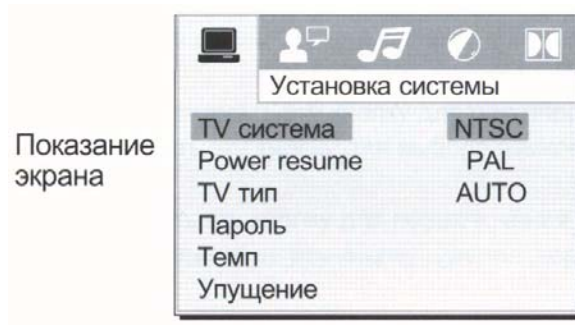 Показание
экрана
Установка системы
TV система NTSC
Power resume PAL
TV тип AUTO
Пароль
Темп
Упущение